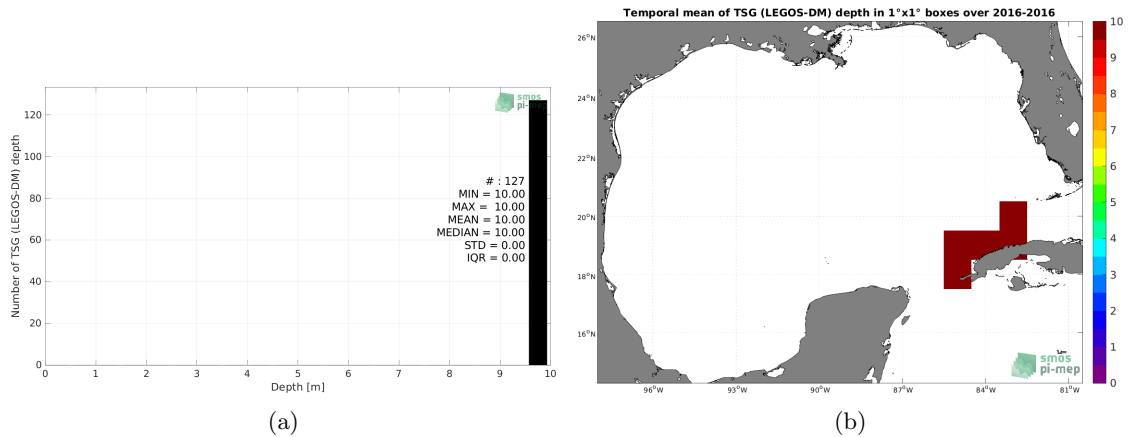 Temporal mean of TSG (LEGOS-DM) depth in 1°x1° boxes over 2016-2016
Number of TSG (LEGOS-DM) depth
120
100
80
60
40
20
0
smos
pi-mep
# : 127
MIN = 10.00
MAX = 10.00
MEAN = 10.00
MEDIAN = 10.00
STD = 0.00
IQR = 0.00
0 1 2 3 4 5 6 7 8 9 10
Depth [m]
(a)
26°N
24°N
22°N
20°N
18°N
16°N
96°W 93°W 90°W 87°W 84°W 81°W
smos
pi-mep
10
9
8
7
6
5
4
3
2
1
0
(b)